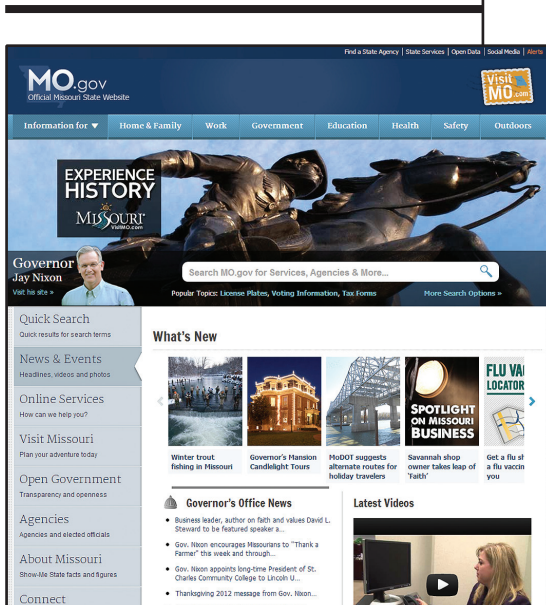 Find a State Agency | State Services | Open Data | Social Media | Alerts
MO.gov
Official Missouri State Website
Visit
MO.com
Information for ▼ Home & Family Work Government Education Health Safety Outdoors
EXPERIENCE
HISTORY
MISSOURI
VisitMO.com
Governor
Jay Nixon
Visit his site »
Search MO.gov for Services, Agencies & More...
Popular Topics: License Plates, Voting Information, Tax Forms
More Search Options »
Quick Search
Quick results for search terms
News & Events
Headlines, videos and photos
Online Services
How can we help you?
Visit Missouri
Plan your adventure today
Open Government
Transparency and openness
Agencies
Agencies and elected officials
About Missouri
Show-Me State facts and figures
Connect
What's New
SPOTLIGHT
ON MISSOURI
BUSINESS
FLU VA
LOCATOR
Winter trout
fishing in Missouri
Governor's Mansion
Candlelight Tours
MoDOT suggests
alternate routes for
holiday travelers
Savannah shop
owner takes leap of
'Faith'
Get a flu sh
a flu vaccin
you
Governor's Office News
• Business leader, author on faith and values David L.
Steward to be featured speaker a...
• Gov. Nixon encourages Missourians to "Thank a
Farmer" this week and through...
• Gov. Nixon appoints long-time President of St.
Charles Community College to Lincoln U...
• Thanksgiving 2012 message from Gov. Nixon...
Latest Videos